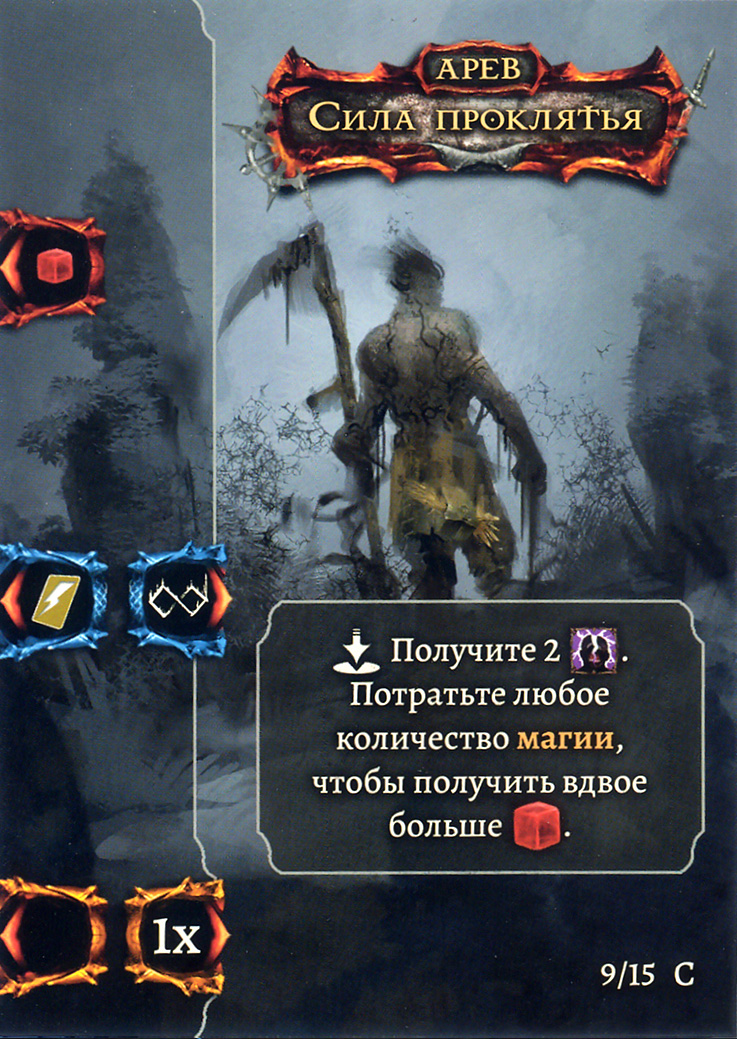 АРЕВ
Сила проклятья
Получите 2 .
Потратьте любое
количество магии,
чтобы получить вдвое
больше .
1x
9/15 C